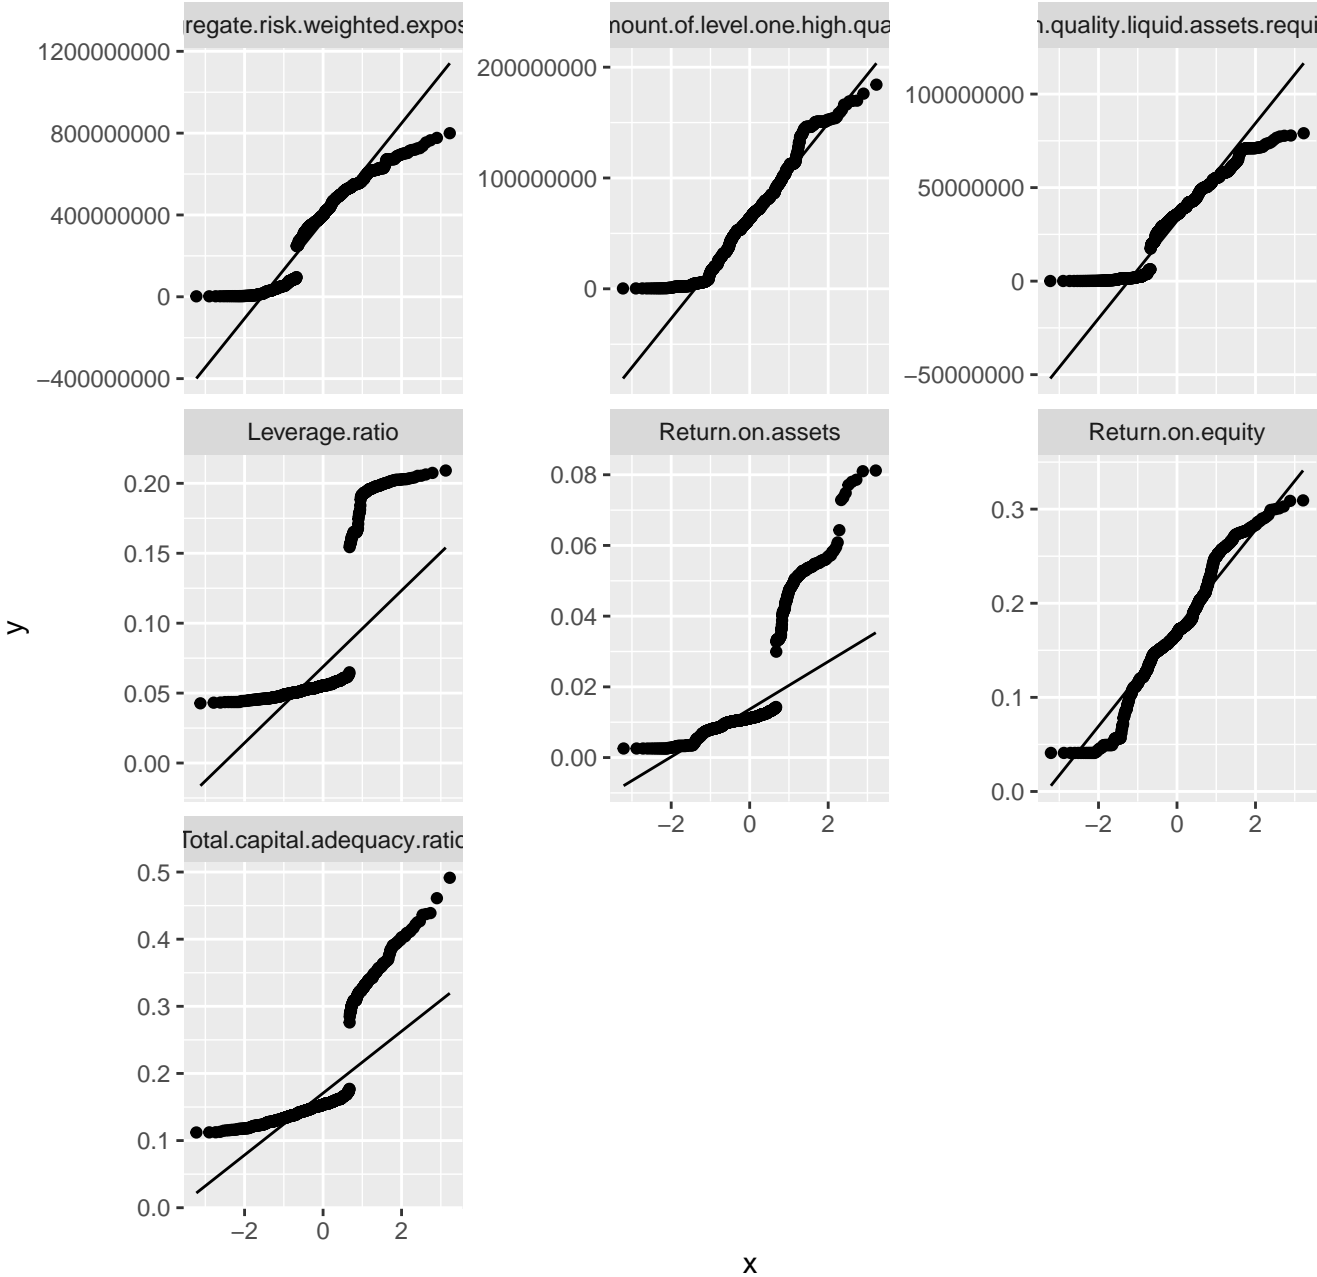 regate.risk.weighted.expos
mount.of.level.one.high.qua
quality.liquid.assets.requi
1200000000
800000000
400000000
0
−400000000
200000000
100000000
0
100000000
50000000
0
−50000000
Leverage.ratio
Return.on.assets
Return.on.equity
0.20
0.15
0.10
0.05
0.00
0.08
0.06
0.04
0.02
0.00
−2 0 2
0.3
0.2
0.1
0.0
−2 0 2
y
Total.capital.adequacy.ratio
0.5
0.4
0.3
0.2
0.1
0.0
−2 0 2
x